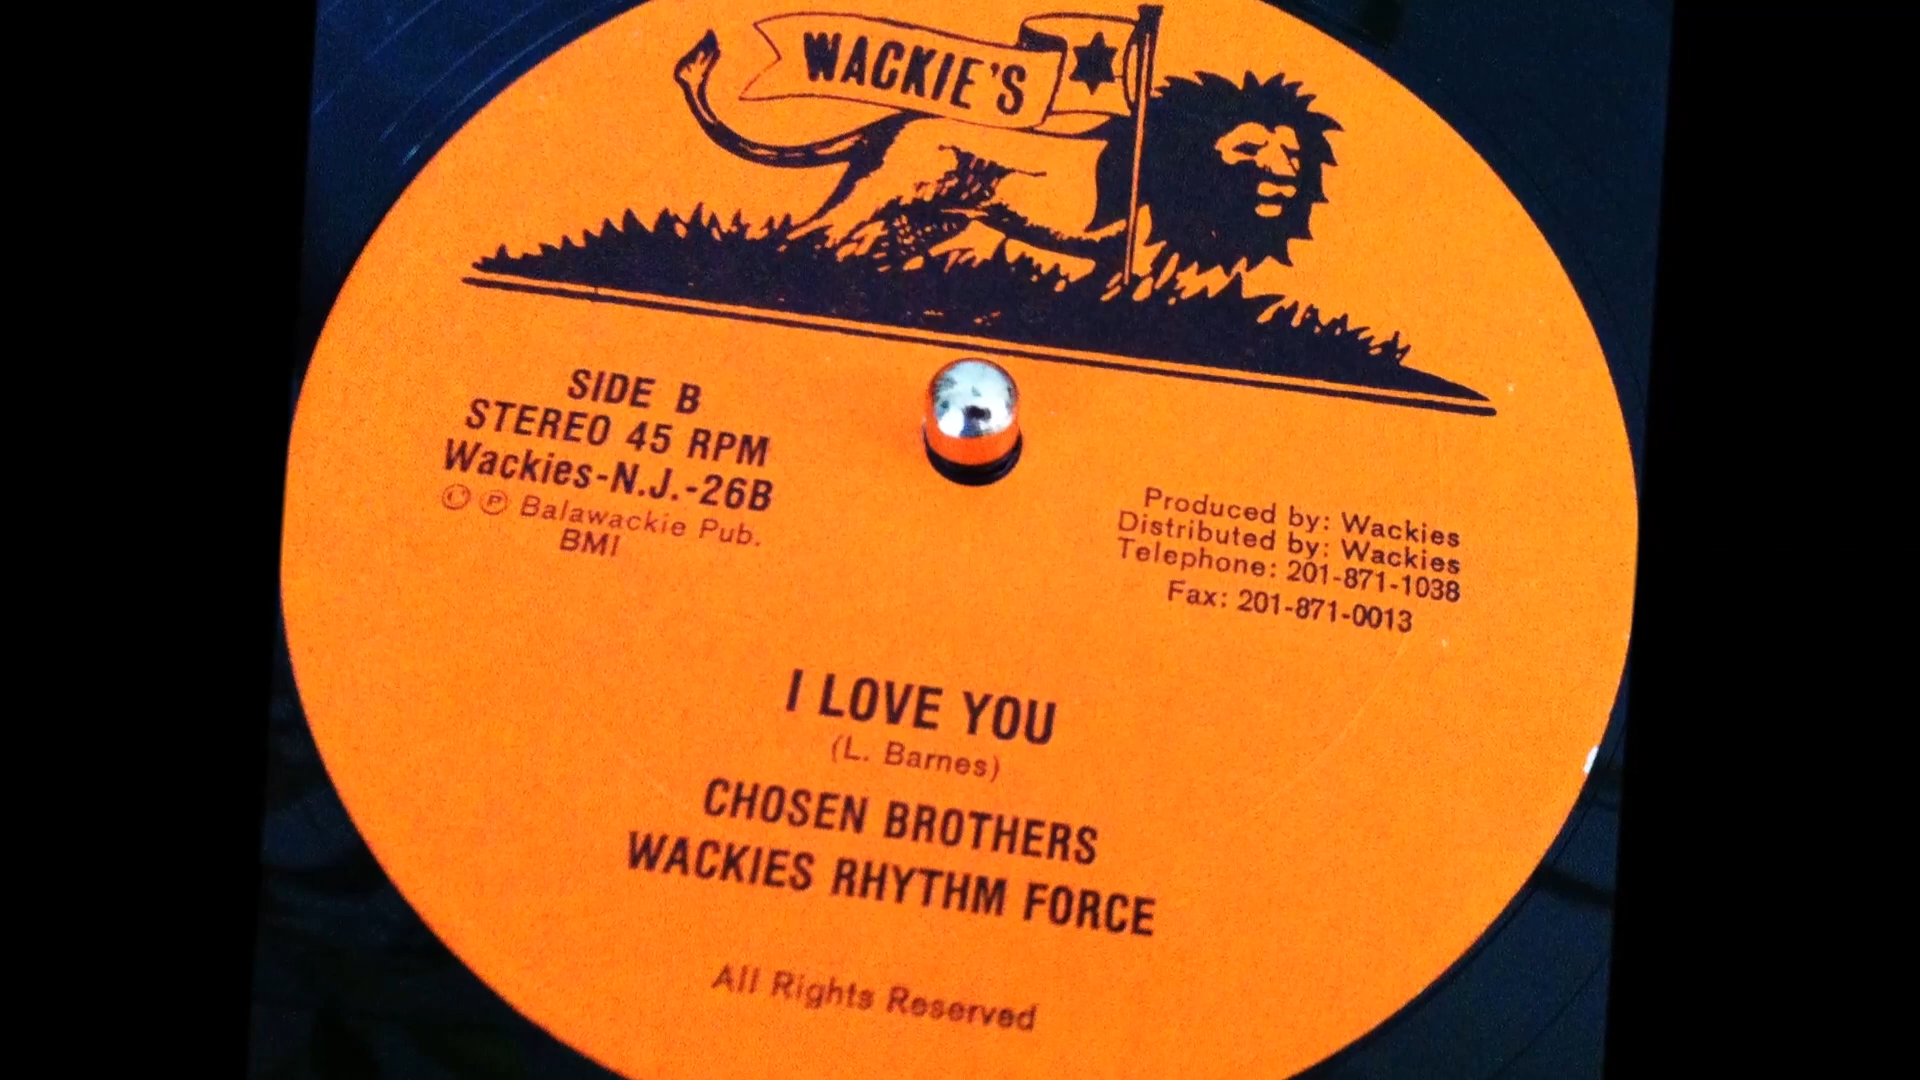 WACKIE'S
SIDE B
STEREO 45 RPM
Wackies-N.J.-26B
© ℗ Balawackie Pub.
BMI
Produced by: Wackies
Distributed by: Wackies
Telephone: 201-871-1038
Fax: 201-871-0013
I LOVE YOU
(L. Barnes)
CHOSEN BROTHERS
WACKIES RHYTHM FORCE
All Rights Reserved